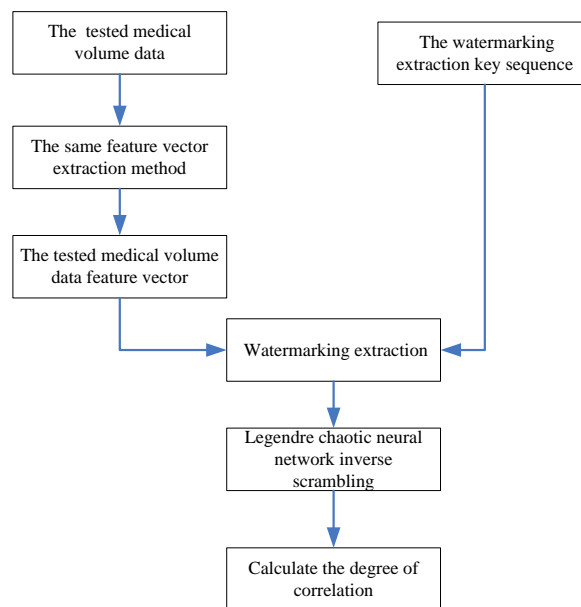 The tested medical
volume data
The watermarking
extraction key sequence
The same feature vector
extraction method
The tested medical volume
data feature vector
Watermarking extraction
Legendre chaotic neural
network inverse
scrambling
Calculate the degree of
correlation